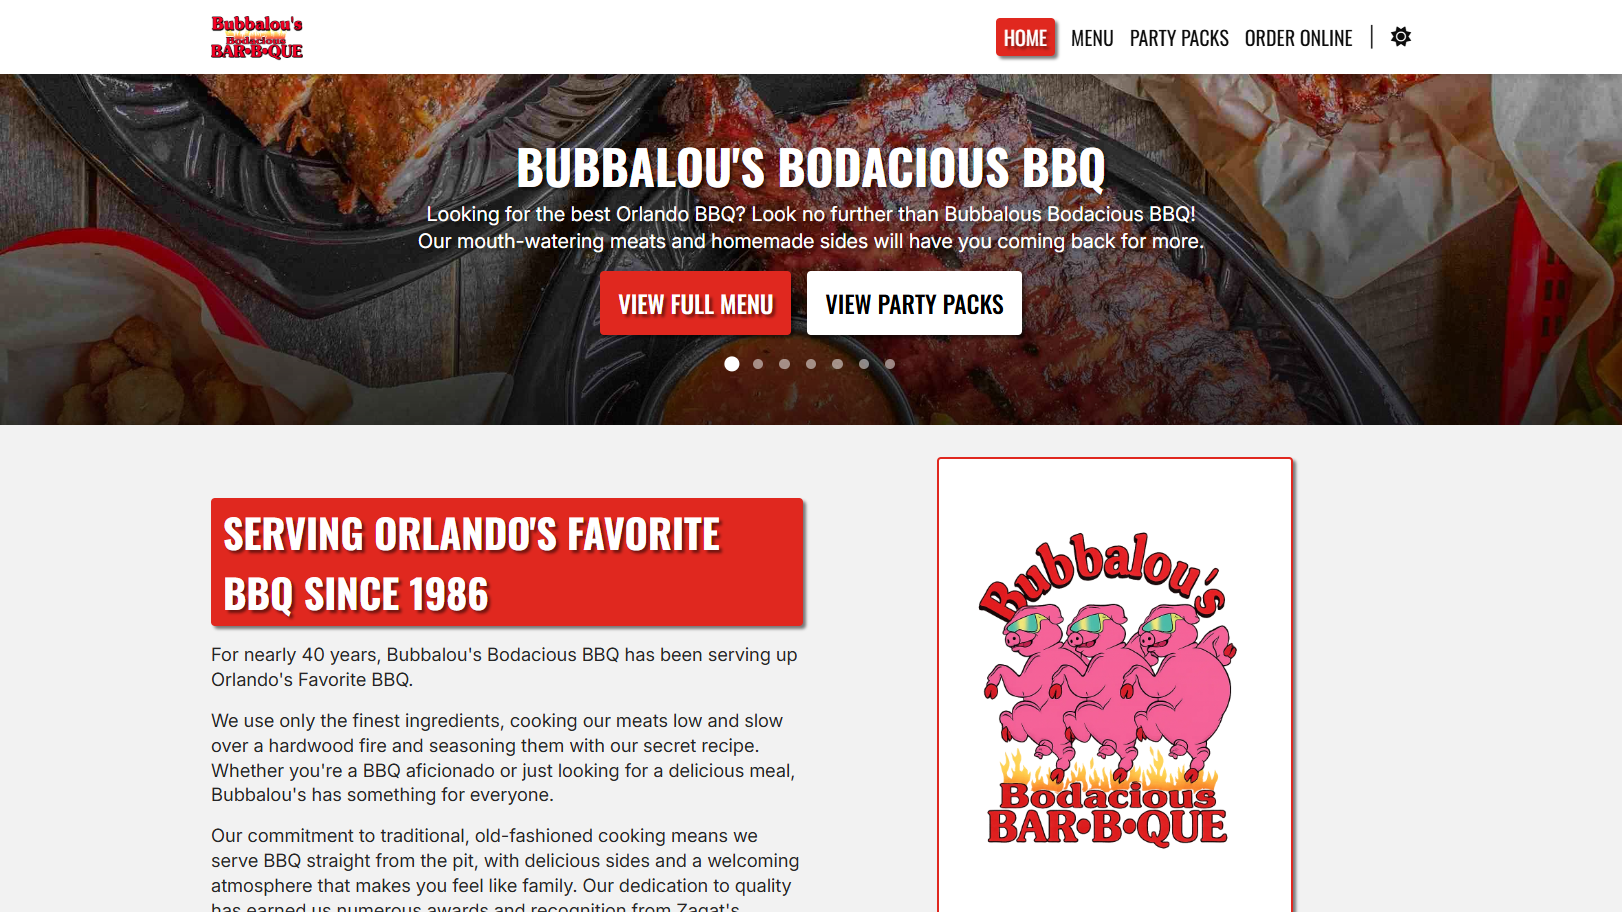 Bubbalou's
Bodacious
BAR•B•QUE
HOME
MENU
PARTY PACKS
ORDER ONLINE
BUBBALOU'S BODACIOUS BBQ
Looking for the best Orlando BBQ? Look no further than Bubbalous Bodacious BBQ!
Our mouth-watering meats and homemade sides will have you coming back for more.
VIEW FULL MENU
VIEW PARTY PACKS
SERVING ORLANDO'S FAVORITE
BBQ SINCE 1986
For nearly 40 years, Bubbalou's Bodacious BBQ has been serving up
Orlando's Favorite BBQ.
We use only the finest ingredients, cooking our meats low and slow
over a hardwood fire and seasoning them with our secret recipe.
Whether you're a BBQ aficionado or just looking for a delicious meal,
Bubbalou's has something for everyone.
Our commitment to traditional, old-fashioned cooking means we
serve BBQ straight from the pit, with delicious sides and a welcoming
atmosphere that makes you feel like family. Our dedication to quality
has earned us numerous awards and recognition from Zagat's
Bubbalou's
Bodacious
BAR•B•QUE